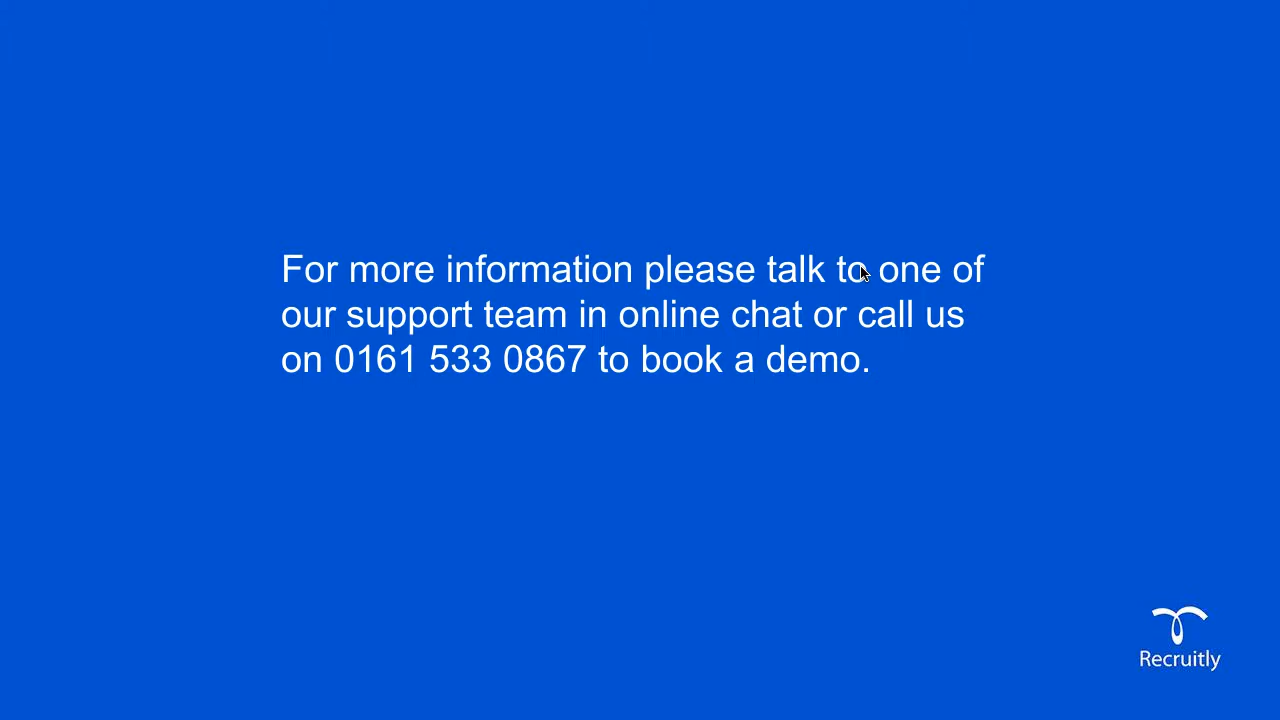 For more information please talk to one of
our support team in online chat or call us
on 0161 533 0867 to book a demo.
Recruitly